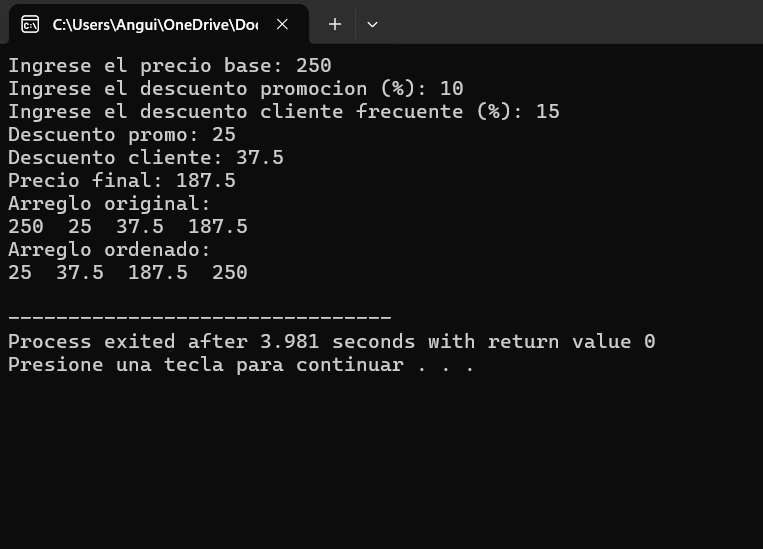 C:\Users\Angui\OneDrive\Do
Ingrese el precio base: 250
Ingrese el descuento promocion (%): 10
Ingrese el descuento cliente frecuente (%): 15
Descuento promo: 25
Descuento cliente: 37.5
Precio final: 187.5
Arreglo original:
250  25  37.5  187.5
Arreglo ordenado:
25  37.5  187.5  250
--------------------------------
Process exited after 3.981 seconds with return value 0
Presione una tecla para continuar . . .